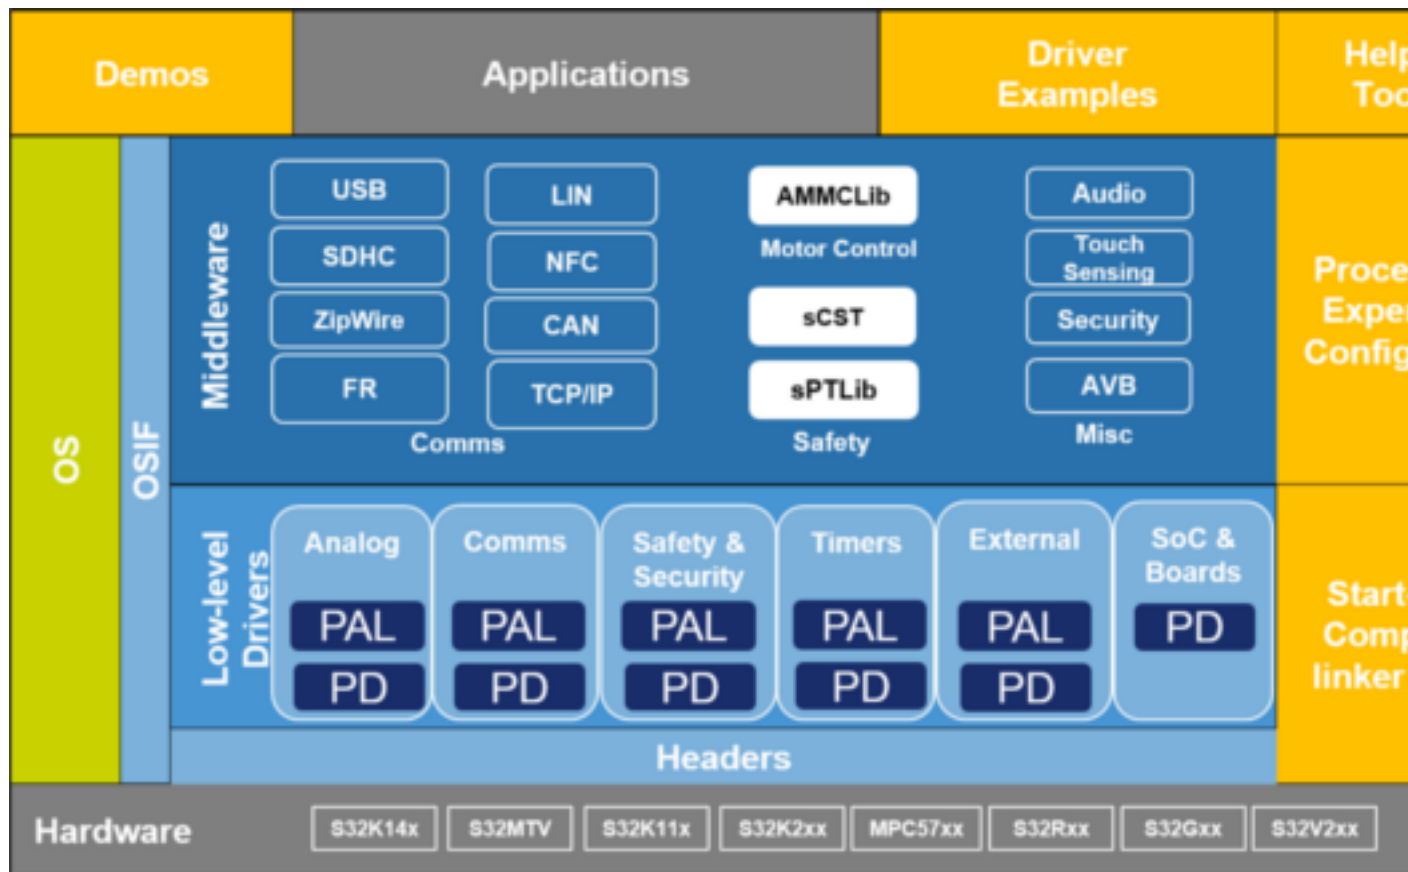 Demos
Applications
Driver
Examples
OS
OSIF
Middleware
USB
SDHC
ZipWire
FR
LIN
NFC
CAN
TCP/IP
Comms
AMMCLib
Motor Control
sCST
sPTLib
Safety
Audio
Touch
Sensing
Security
AVB
Misc
Low-level
Drivers
Analog
PAL
PD
Comms
PAL
PD
Safety &
Security
PAL
PD
Timers
PAL
PD
External
PAL
PD
SoC &
Boards
PD
linker
Headers
Hardware
S32K14x
S32MTV
S32K11x
S32K2xx
MPC57xx
S32Rxx
S32Gxx
S32V2xx